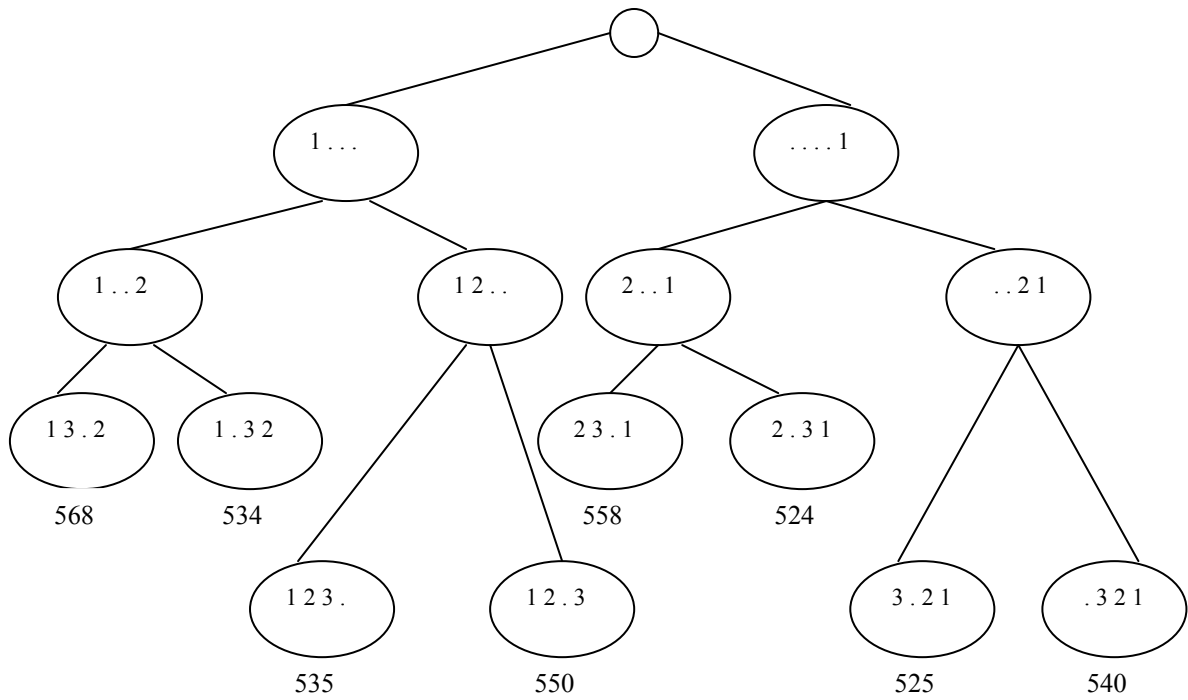 1 . . .
. . . . 1
1 . . 2
1 2 . .
2 . . 1
. . 2 1
1 3 . 2
1 . 3 2
2 3 . 1
2 . 3 1
568
534
558
524
1 2 3 .
1 2 . 3
3 . 2 1
. 3 2 1
535
550
525
540